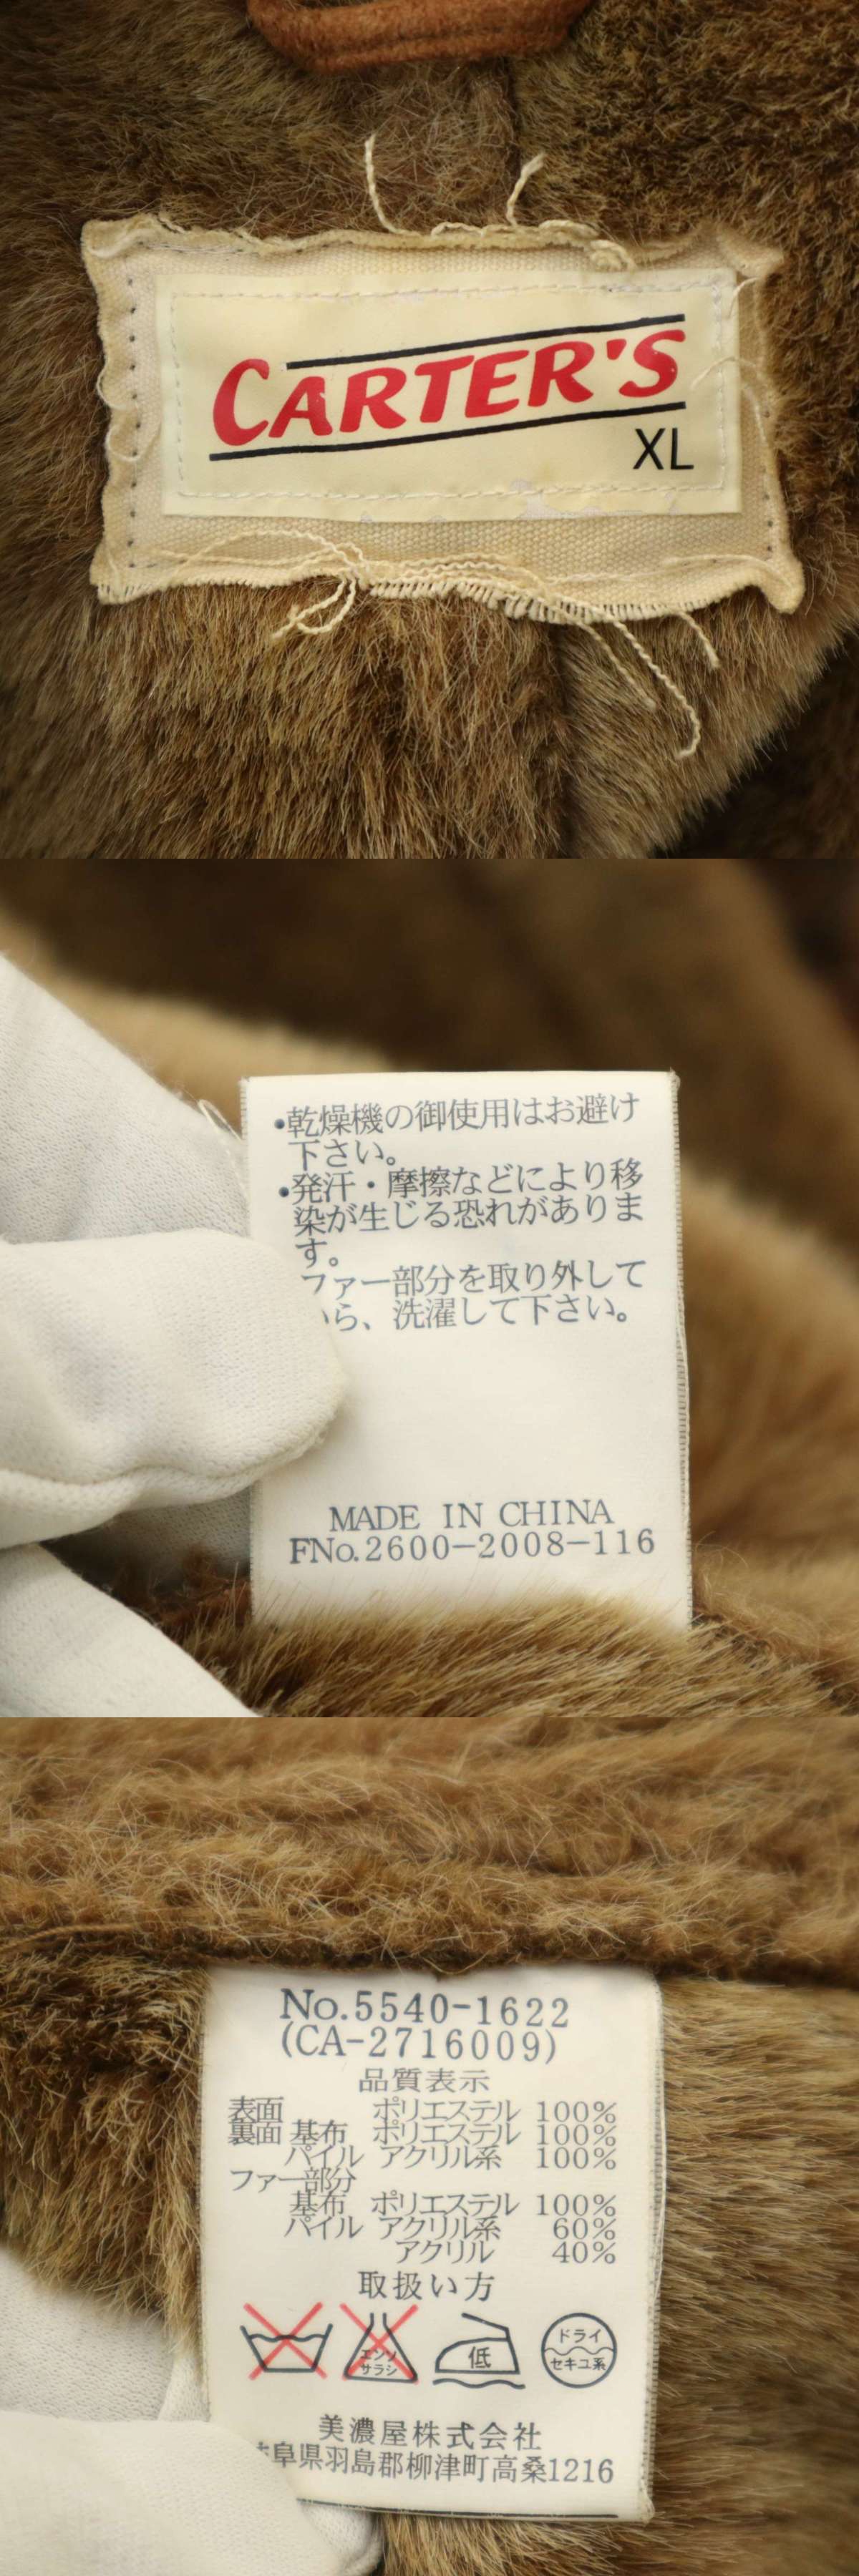 CARTER'S
XL
•乾燥機の御使用はお避け
下さい。
•発汗・摩擦などにより移
染が生じる恐れがありま
す。
ファー部分を取り外して
ら、洗濯して下さい。
MADE IN CHINA
FNo.2600-2008-116
No.5540-1622
(CA-2716009)
品質表示
表面 ポリエステル 100%
裏面 基布 ポリエステル 100%
パイル アクリル系 100%
ファー部分
基布 ポリエステル 100%
パイル アクリル系 60%
アクリル 40%
取扱い方
エンソ サラシ 低 ドライ セキユ系
美濃屋株式会社
阜県羽島郡柳津町高桑1216